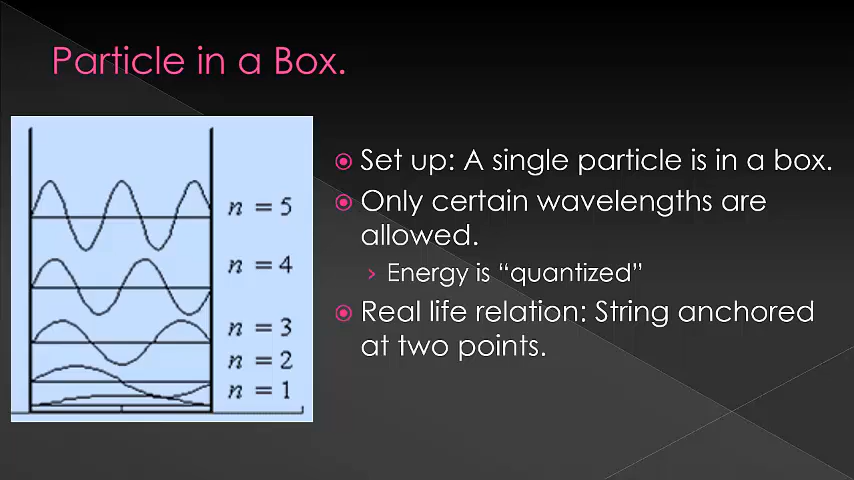 Particle in a Box.
n = 5
n = 4
n = 3
n = 2
n = 1
Set up: A single particle is in a box.
Only certain wavelengths are
allowed.
Energy is “quantized”
Real life relation: String anchored
at two points.